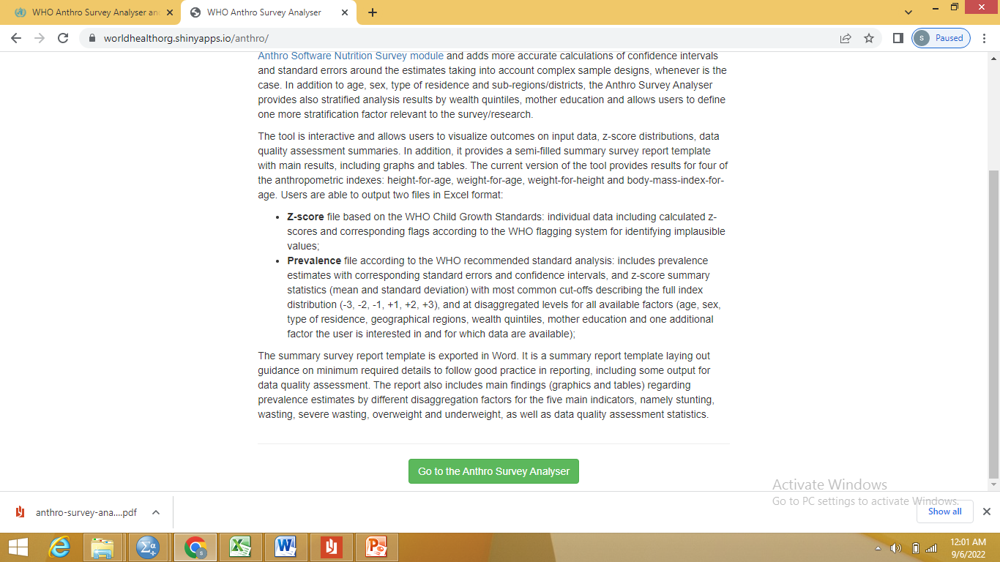 WHO Anthro Survey Analyser an
WHO Anthro Survey Analyser
worldhealthorg.shinyapps.io/anthro/
s
Paused
Anthro Software Nutrition Survey module and adds more accurate calculations of confidence intervals
and standard errors around the estimates taking into account complex sample designs, whenever is the
case. In addition to age, sex, type of residence and sub-regions/districts, the Anthro Survey Analyser
provides also stratified analysis results by wealth quintiles, mother education and allows users to define
one more stratification factor relevant to the survey/research.
The tool is interactive and allows users to visualize outcomes on input data, z-score distributions, data
quality assessment summaries. In addition, it provides a semi-filled summary survey report template
with main results, including graphs and tables. The current version of the tool provides results for four of
the anthropometric indexes: height-for-age, weight-for-age, weight-for-height and body-mass-index-for-
age. Users are able to output two files in Excel format:
• Z-score file based on the WHO Child Growth Standards: individual data including calculated z-
scores and corresponding flags according to the WHO flagging system for identifying implausible
values;
• Prevalence file according to the WHO recommended standard analysis: includes prevalence
estimates with corresponding standard errors and confidence intervals, and z-score summary
statistics (mean and standard deviation) with most common cut-offs describing the full index
distribution (-3, -2, -1, +1, +2, +3), and at disaggregated levels for all available factors (age, sex,
type of residence, geographical regions, wealth quintiles, mother education and one additional
factor the user is interested in and for which data are available);
The summary survey report template is exported in Word. It is a summary report template laying out
guidance on minimum required details to follow good practice in reporting, including some output for
data quality assessment. The report also includes main findings (graphics and tables) regarding
prevalence estimates by different disaggregation factors for the five main indicators, namely stunting,
wasting, severe wasting, overweight and underweight, as well as data quality assessment statistics.
Go to the Anthro Survey Analyser
Activate Windows
Go to PC settings to activate Windows.
anthro-survey-ana....pdf
Show all
12:01 AM
9/6/2022